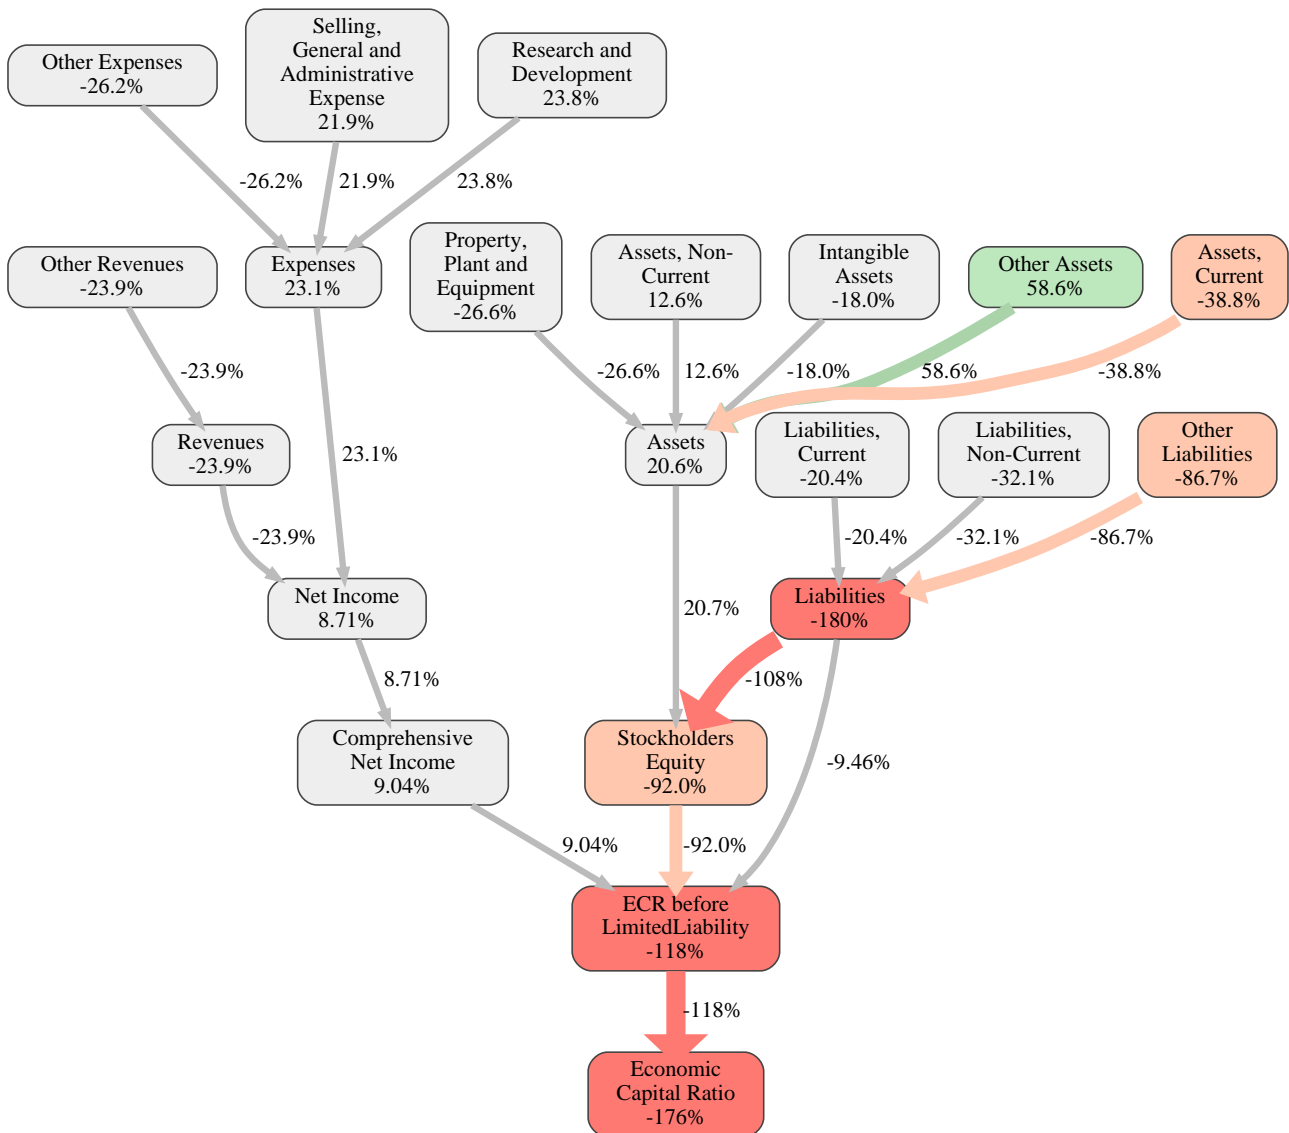 Selling,
General and
Administrative
Expense
21.9%
Other Expenses
-26.2%
Research and
Development
23.8%
-26.2%
21.9%
23.8%
Other Revenues
-23.9%
Expenses
23.1%
Property,
Plant and
Equipment
-26.6%
Assets, Non-
Current
12.6%
Intangible
Assets
-18.0%
Other Assets
58.6%
Assets,
Current
-38.8%
-23.9%
-26.6%
12.6%
-18.0%
58.6%
-38.8%
Revenues
-23.9%
23.1%
Assets
20.6%
Liabilities,
Current
-20.4%
Liabilities,
Non-Current
-32.1%
Other
Liabilities
-86.7%
-23.9%
-20.4%
-32.1%
-86.7%
Net Income
8.71%
20.7%
Liabilities
-180%
8.71%
-108%
Comprehensive
Net Income
9.04%
Stockholders
Equity
-92.0%
-9.46%
9.04%
-92.0%
ECR before
LimitedLiability
-118%
-118%
Economic
Capital Ratio
-176%